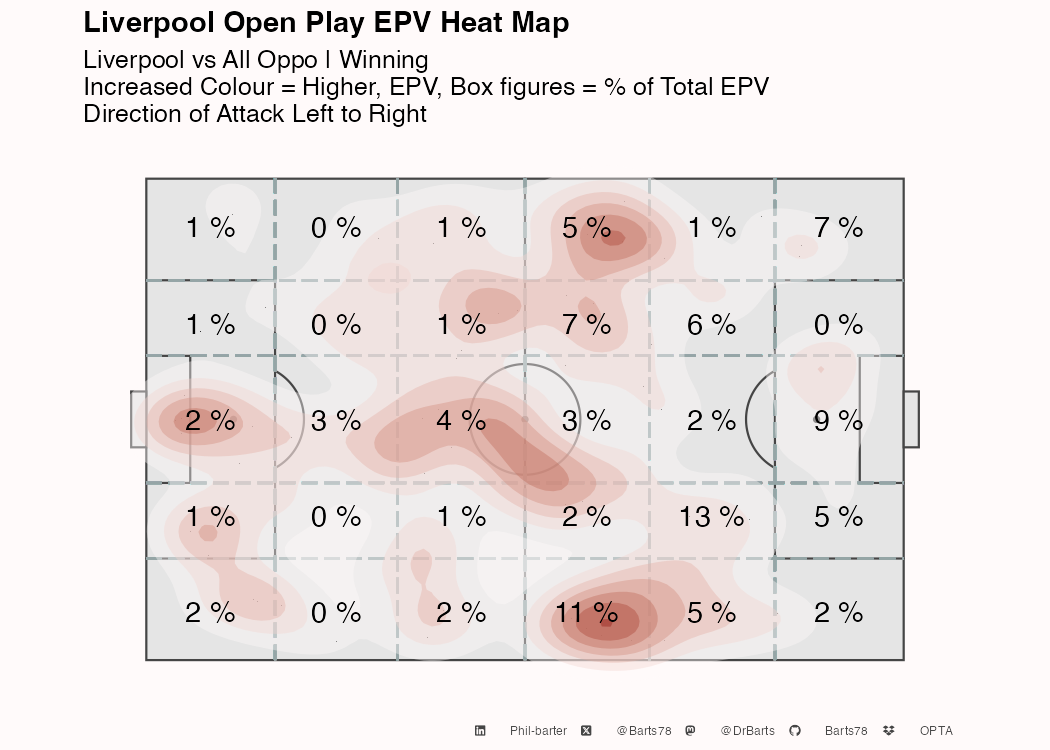 Liverpool Open Play EPV Heat Map
Liverpool vs All Oppo | Winning
Increased Colour = Higher, EPV, Box figures = % of Total EPV
Direction of Attack Left to Right
1 % 0 % 1 % 5 % 1 % 7 %
1 % 0 % 1 % 7 % 6 % 0 %
2 % 3 % 4 % 3 % 2 % 9 %
1 % 0 % 1 % 2 % 13 % 5 %
2 % 0 % 2 % 11 % 5 % 2 %
Phil-barter @Barts78 @DrBarts Barts78 OPTA